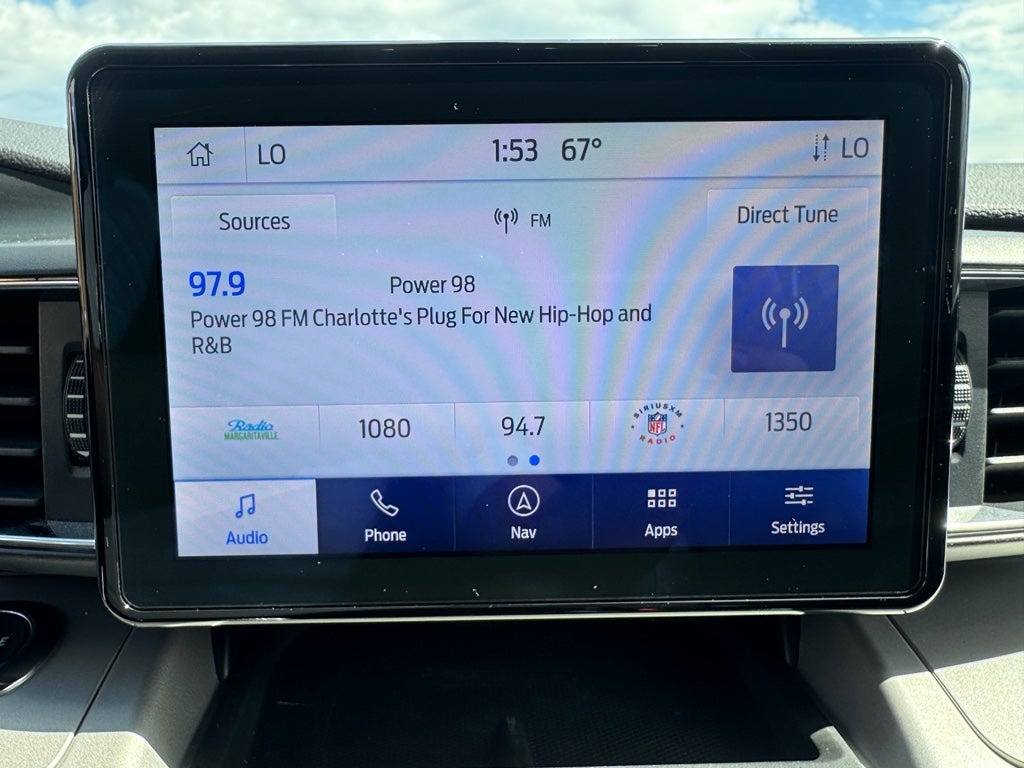 LO 1:53 67° LO
Sources FM Direct Tune
97.9 Power 98
Power 98 FM Charlotte's Plug For New Hip-Hop and
R&B
Radio
MARGARITAVILLE
1080
94.7
SIRIUSXM
NFL
RADIO
1350
Audio Phone Nav Apps Settings